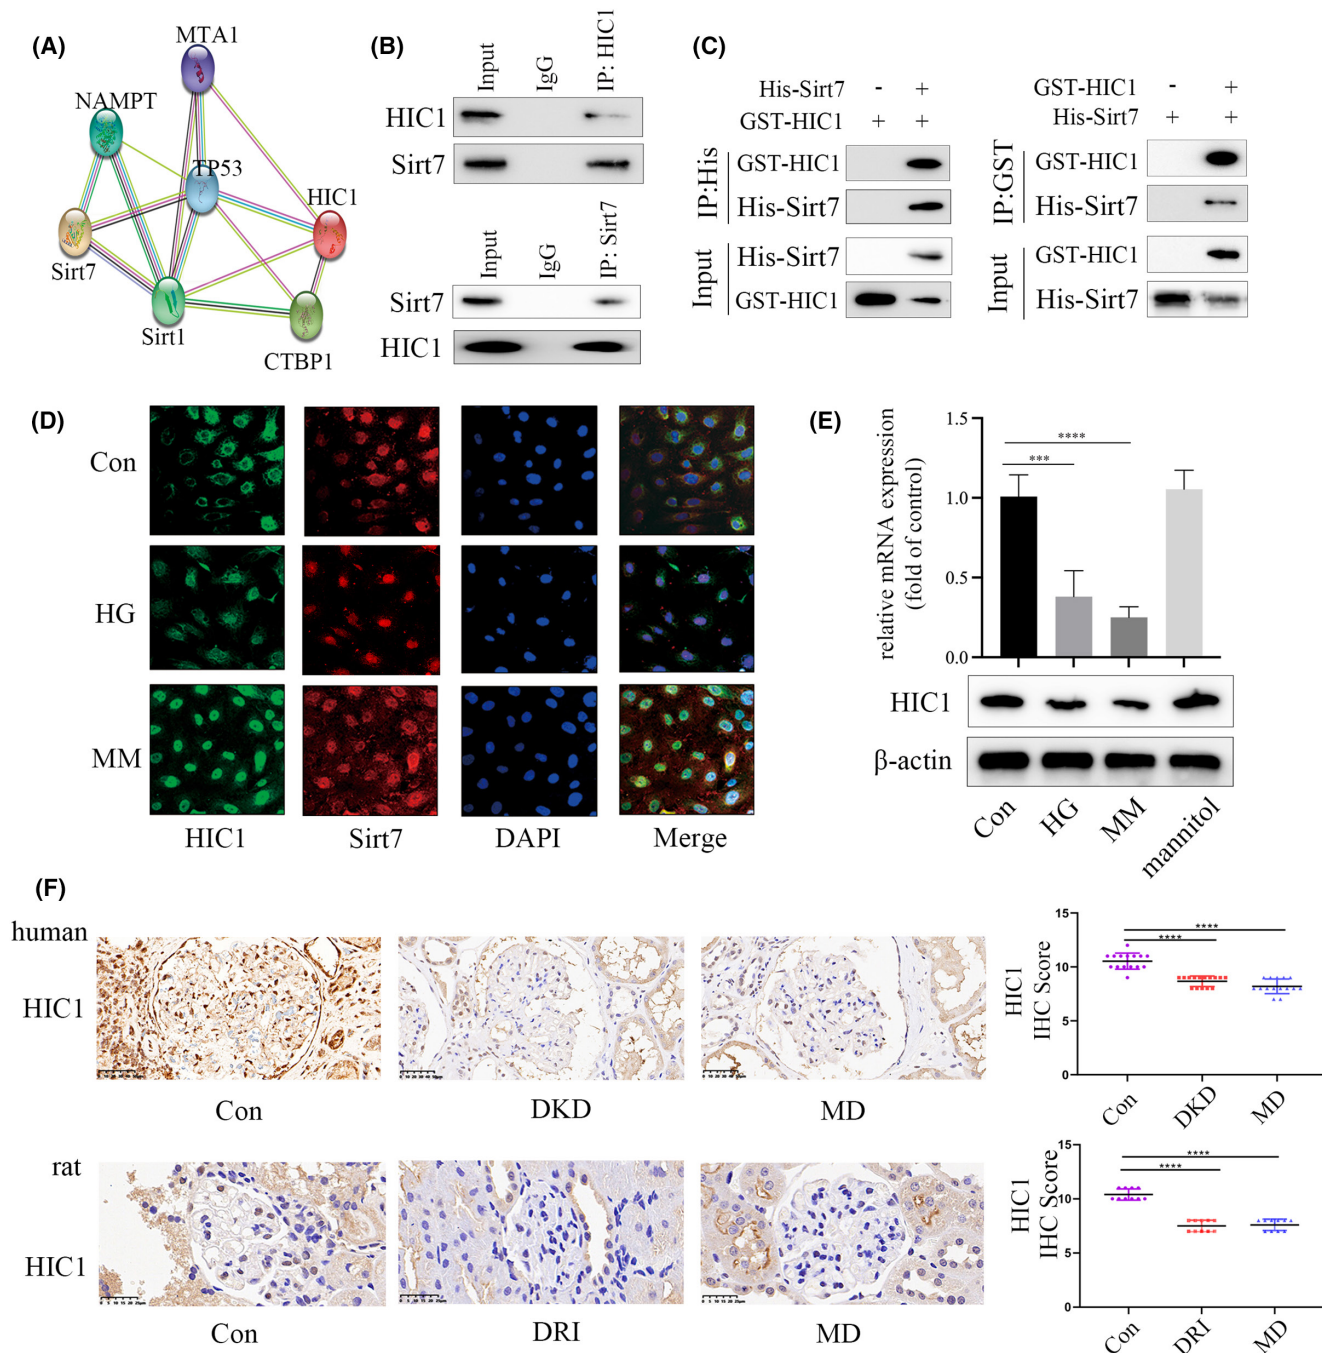 (A)
MTA1
NAMPT
TP53
HIC1
Sirt7
Sirt1
CTBP1
(B)
Input
IgG
IP: HIC1
HIC1
Sirt7
Input
IgG
IP: Sirt7
Sirt7
HIC1
(C)
His-Sirt7 - +
GST-HIC1 + +
IP:His
GST-HIC1
His-Sirt7
Input
His-Sirt7
GST-HIC1
GST-HIC1 - +
His-Sirt7 + +
IP:GST
GST-HIC1
His-Sirt7
Input
GST-HIC1
His-Sirt7
(D)
Con
HG
MM
HIC1 Sirt7 DAPI Merge
(E)
relative mRNA expression
(fold of control)
1.5
1.0
0.5
0.0
****
***
HIC1
β-actin
Con HG MM mannitol
(F)
human
HIC1
Con DKD MD
HIC1
IHC Score
15
10
5
0
****
****
Con DKD MD
rat
HIC1
Con DRI MD
HIC1
IHC Score
15
10
5
0
****
****
Con DRI MD